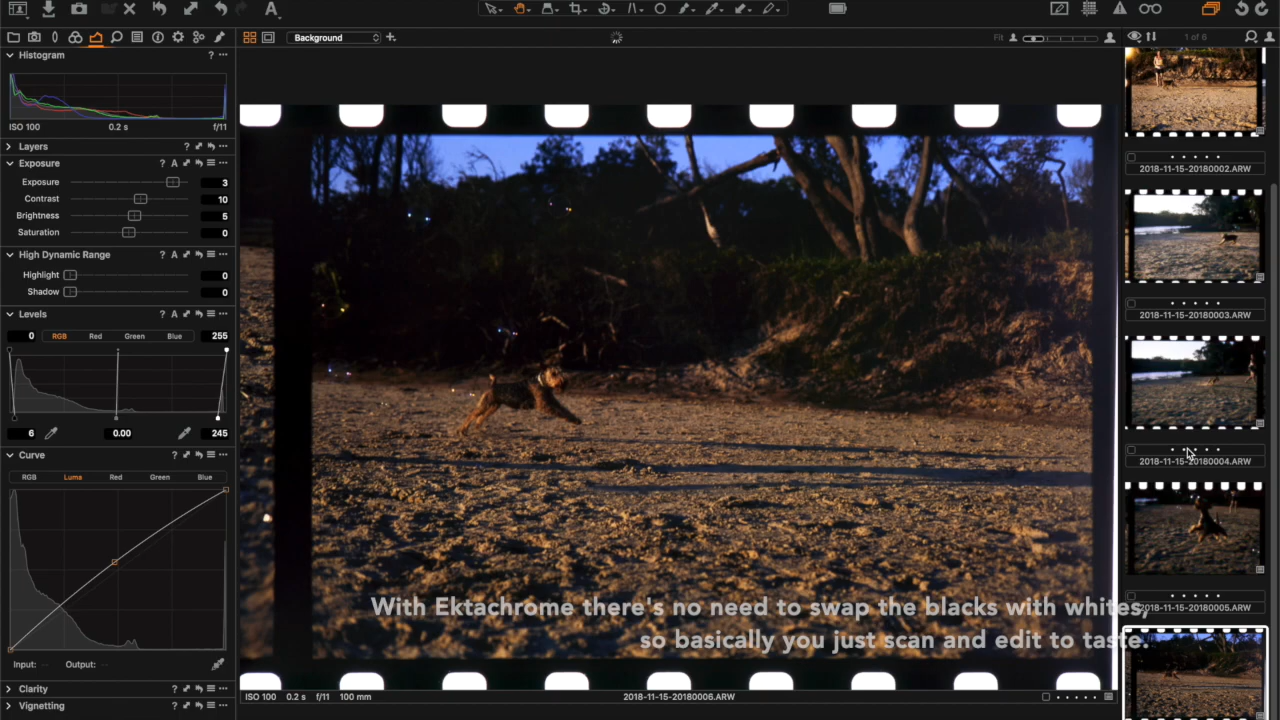 Background
Fit
1 of 6
Histogram
ISO 100 0.2 s f/11
Layers
Exposure
Exposure 3
Contrast 10
Brightness 5
Saturation 0
High Dynamic Range
Highlight 0
Shadow 0
Levels
0 RGB Red Green Blue 255
6 0.00 245
Curve
RGB Luma Red Green Blue
Input: -- Output: --
Clarity
Vignetting
With Ektachrome there's no need to swap the blacks with whites,
so basically you just scan and edit to taste.
ISO 100 0.2 s f/11 100 mm 2018-11-15-20180006.ARW
2018-11-15-20180002.ARW
2018-11-15-20180003.ARW
2018-11-15-20180004.ARW
2018-11-15-20180005.ARW